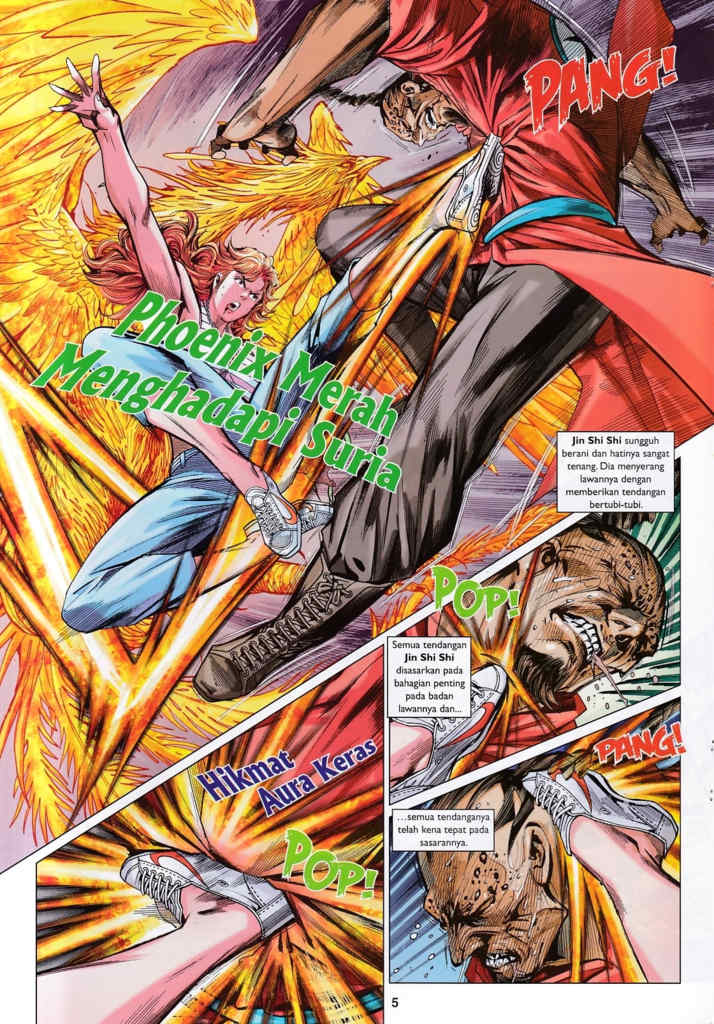 PANG!
Phoenix Merah
Menghadapi Suria
Jin Shi Shi sungguh
berani dan hatinya sangat
tenang. Dia menyerang
lawannya dengan
memberikan tendangan
bertubi-tubi.
POP!
Semua tendangan
Jin Shi Shi
disasarkan pada
bahagian penting
pada badan
lawannya dan...
Hikmat
Aura Keras
POP!
PANG!
...semua tendangannya
telah kena tepat pada
sasarannya.
5